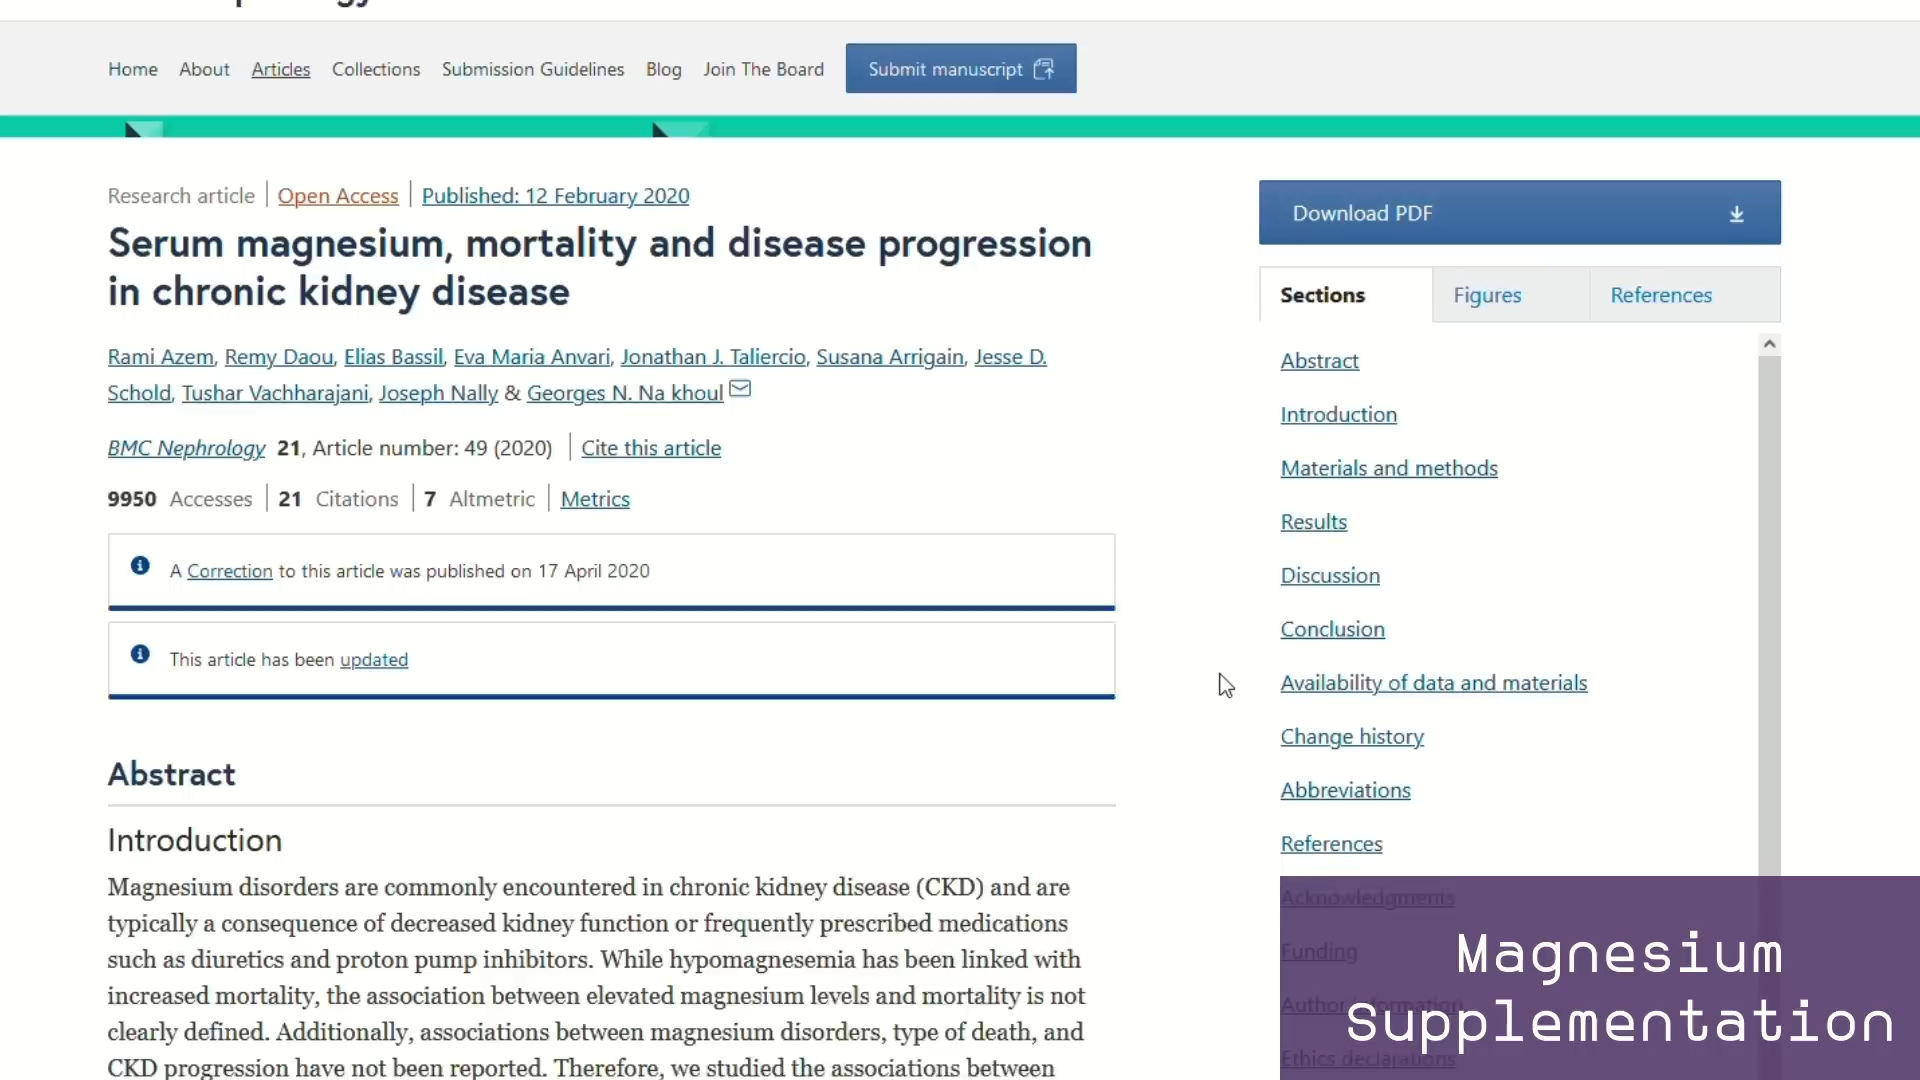 Home About Articles Collections Submission Guidelines Blog Join The Board Submit manuscript
Research article Open Access Published: 12 February 2020
Serum magnesium, mortality and disease progression
in chronic kidney disease
Rami Azem, Remy Daou, Elias Bassil, Eva Maria Anvari, Jonathan J. Taliercio, Susana Arrigain, Jesse D.
Schold, Tushar Vachharajani, Joseph Nally & Georges N. Na khoul
BMC Nephrology 21, Article number: 49 (2020) Cite this article
9950 Accesses 21 Citations 7 Altmetric Metrics
A Correction to this article was published on 17 April 2020
This article has been updated
Abstract
Introduction
Magnesium disorders are commonly encountered in chronic kidney disease (CKD) and are
typically a consequence of decreased kidney function or frequently prescribed medications
such as diuretics and proton pump inhibitors. While hypomagnesemia has been linked with
increased mortality, the association between elevated magnesium levels and mortality is not
clearly defined. Additionally, associations between magnesium disorders, type of death, and
CKD progression have not been reported. Therefore, we studied the associations between
Download PDF
Sections Figures References
Abstract
Introduction
Materials and methods
Results
Discussion
Conclusion
Availability of data and materials
Change history
Abbreviations
References
Acknowledgments
Funding
Author information
Ethics declarations
Magnesium
Supplementation